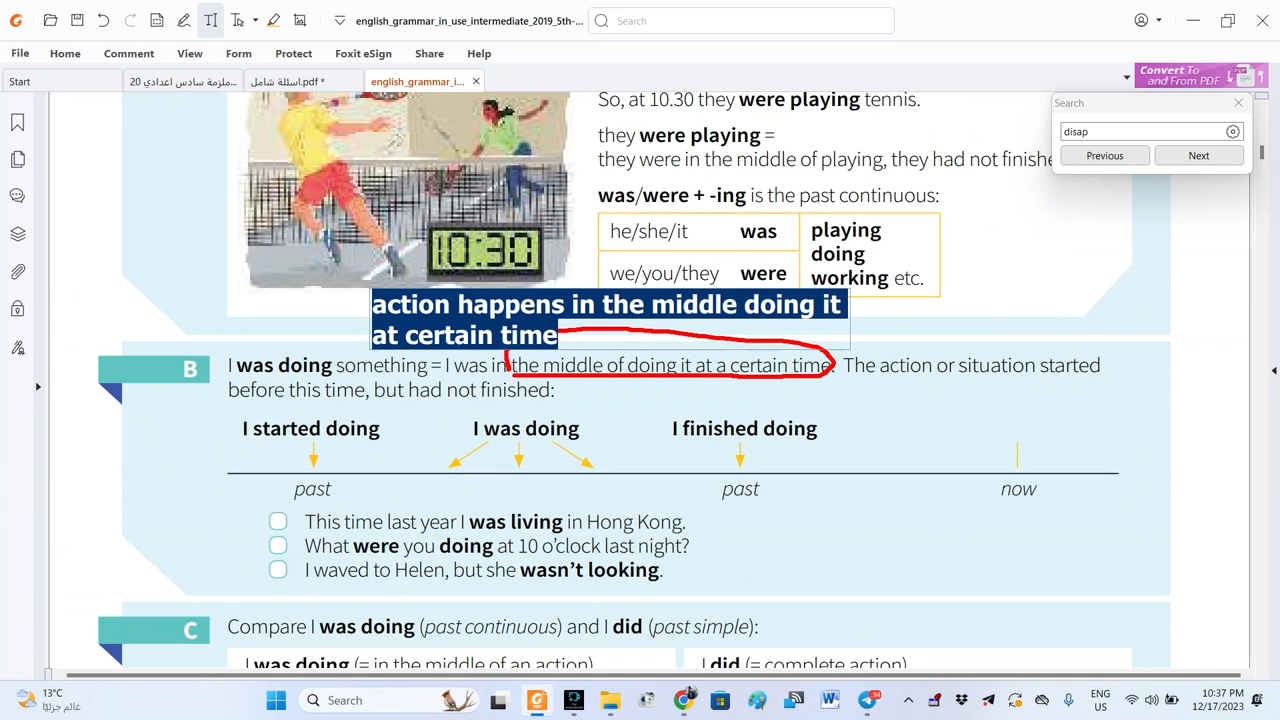 english_grammar_in_use_intermediate_2019_5th-...
Search
File Home Comment View Form Protect Foxit eSign Share Help
Start
ملزمة سادس اعدادي 20...
اسئلة شامل.pdf *
english_grammar_i...
Convert To
and From PDF
Search
disap
Previous Next
So, at 10.30 they were playing tennis.
they were playing =
they were in the middle of playing, they had not finishe
was/were + -ing is the past continuous:
he/she/it was
we/you/they were
playing
doing
working etc.
10:30
action happens in the middle doing it
at certain time
B
I was doing something = I was in the middle of doing it at a certain time. The action or situation started
before this time, but had not finished:
I started doing I was doing I finished doing
past past now
This time last year I was living in Hong Kong.
What were you doing at 10 o’clock last night?
I waved to Helen, but she wasn’t looking.
C
Compare I was doing (past continuous) and I did (past simple):
I was doing (= in the middle of an action) I did (= complete action)
13°C
غائم جزئيًا
Search
94
ENG
US
10:37 PM
12/17/2023